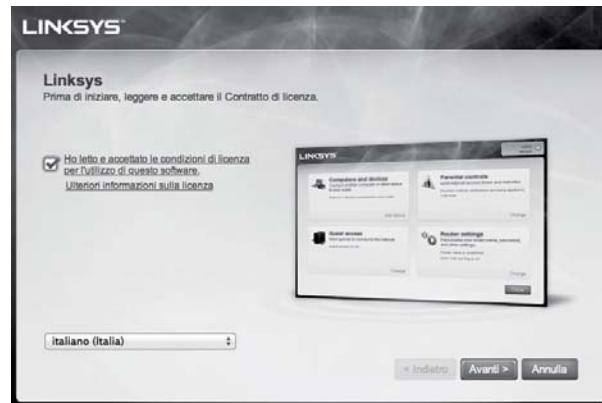 LINKSYS
Linksys
Prima di iniziare, leggere e accettare il Contratto di licenza.
Ho letto e accettato le condizioni di licenza
per l'utilizzo di questo software.
Ulteriori informazioni sulla licenza
LINKSYS
Computers and devices
Parental controls
Guest access
Router settings
Change
Change
Change
italiano (Italia)
< Indietro
Avanti >
Annulla